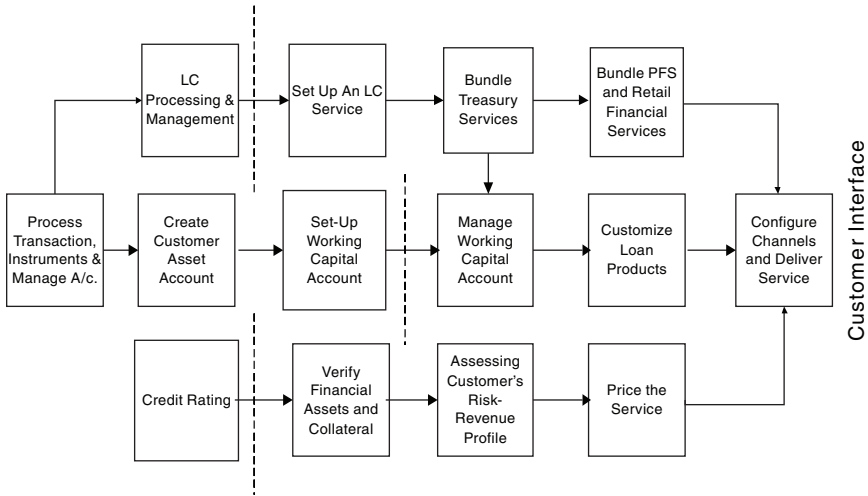 LC
Processing &
Management
Set Up An LC
Service
Bundle
Treasury
Services
Bundle PFS
and Retail
Financial
Services
Process
Transaction,
Instruments &
Manage A/c.
Create
Customer
Asset
Account
Set-Up
Working
Capital
Account
Manage
Working
Capital
Account
Customize
Loan
Products
Configure
Channels
and Deliver
Service
Customer Interface
Credit Rating
Verify
Financial
Assets and
Collateral
Assessing
Customer’s
Risk-
Revenue
Profile
Price the
Service